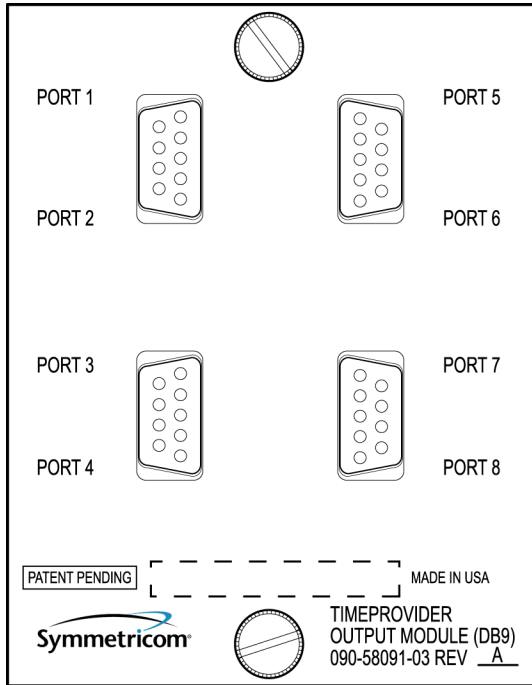 PORT 1
PORT 5
PORT 2
PORT 6
PORT 3
PORT 7
PORT 4
PORT 8
PATENT PENDING
MADE IN USA
Symmetricom®
TIMEPROVIDER
OUTPUT MODULE (DB9)
090-58091-03 REV A